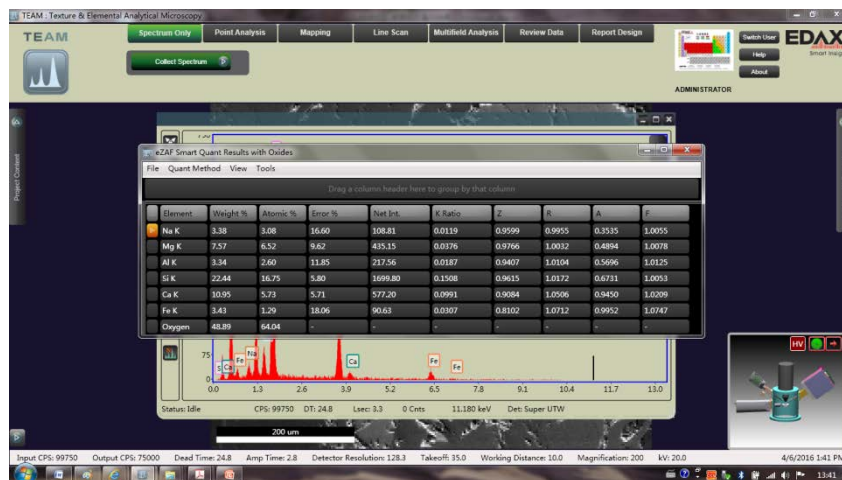 TEAM : Texture & Elemental Analytical Microscopy
TEAM
Spectrum Only Point Analysis Mapping Line Scan Multifield Analysis Review Data Report Design
Collect Spectrum
Switch User
Help
About
EDAX
ADMINISTRATOR
Project Content
eZAF Smart Quant Results with Oxides
File Quant Method View Tools
Drag a column header here to group by that column
Element Weight % Atomic % Error % Net Int. K Ratio Z R A F
Na K 3.38 3.08 16.60 108.81 0.0119 0.9599 0.9955 0.3535 1.0055
Mg K 7.57 6.52 9.62 435.15 0.0376 0.9766 1.0032 0.4894 1.0078
Al K 3.34 2.60 11.85 217.56 0.0187 0.9407 1.0104 0.5696 1.0125
Si K 22.44 16.75 5.80 1699.80 0.1508 0.9615 1.0172 0.6731 1.0053
Ca K 10.95 5.73 5.71 577.20 0.0991 0.9084 1.0506 0.9450 1.0209
Fe K 3.43 1.29 18.06 90.63 0.0307 0.8102 1.0712 0.9952 1.0747
Oxygen 48.89 64.04 - - - - - - -
HV
75
S Ca Fe Na Ca Fe Fe
0
0.0 1.3 2.6 3.9 5.2 6.5 7.8 9.1 10.4 11.7 13.0
Status: Idle CPS: 99750 DT: 24.8 Lsec: 3.3 0 Cnts 11.180 keV Det: Super UTW
200 um
Input CPS: 99750 Output CPS: 75000 Dead Time: 24.8 Amp Time: 2.8 Detector Resolution: 128.3 Takeoff: 35.0 Working Distance: 10.0 Magnification: 200 kV: 20.0 4/6/2016 1:41 PM
13:41